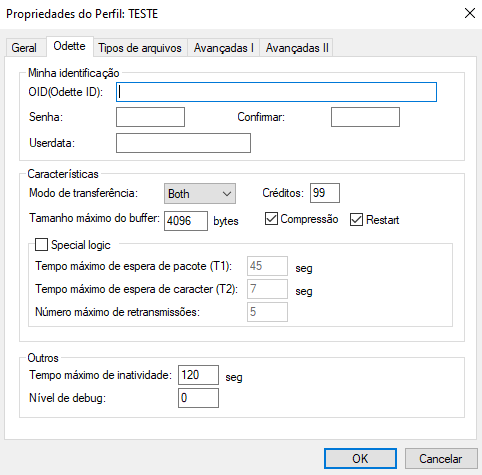 Propriedades do Perfil: TESTE
Geral Odette Tipos de arquivos Avançadas I Avançadas II
Minha identificação
OID(Odette ID):
Senha: Confirmar:
Userdata:
Características
Modo de transferência: Both Créditos: 99
Tamanho máximo do buffer: 4096 bytes Compressão Restart
Special logic
Tempo máximo de espera de pacote (T1): 45 seg
Tempo máximo de espera de caracter (T2): 7 seg
Número máximo de retransmissões: 5
Outros
Tempo máximo de inatividade: 120 seg
Nível de debug: 0
OK Cancelar